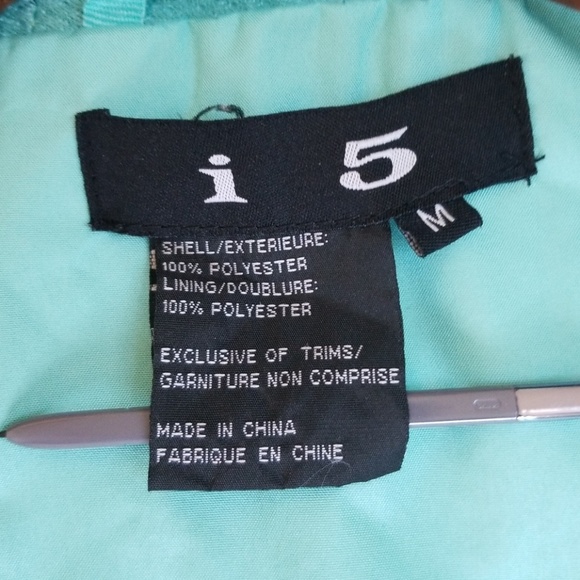 i 5
M
SHELL/EXTERIEURE:
100% POLYESTER
LINING/DOUBLURE:
100% POLYESTER
EXCLUSIVE OF TRIMS/
GARNITURE NON COMPRISE
MADE IN CHINA
FABRIQUE EN CHINE